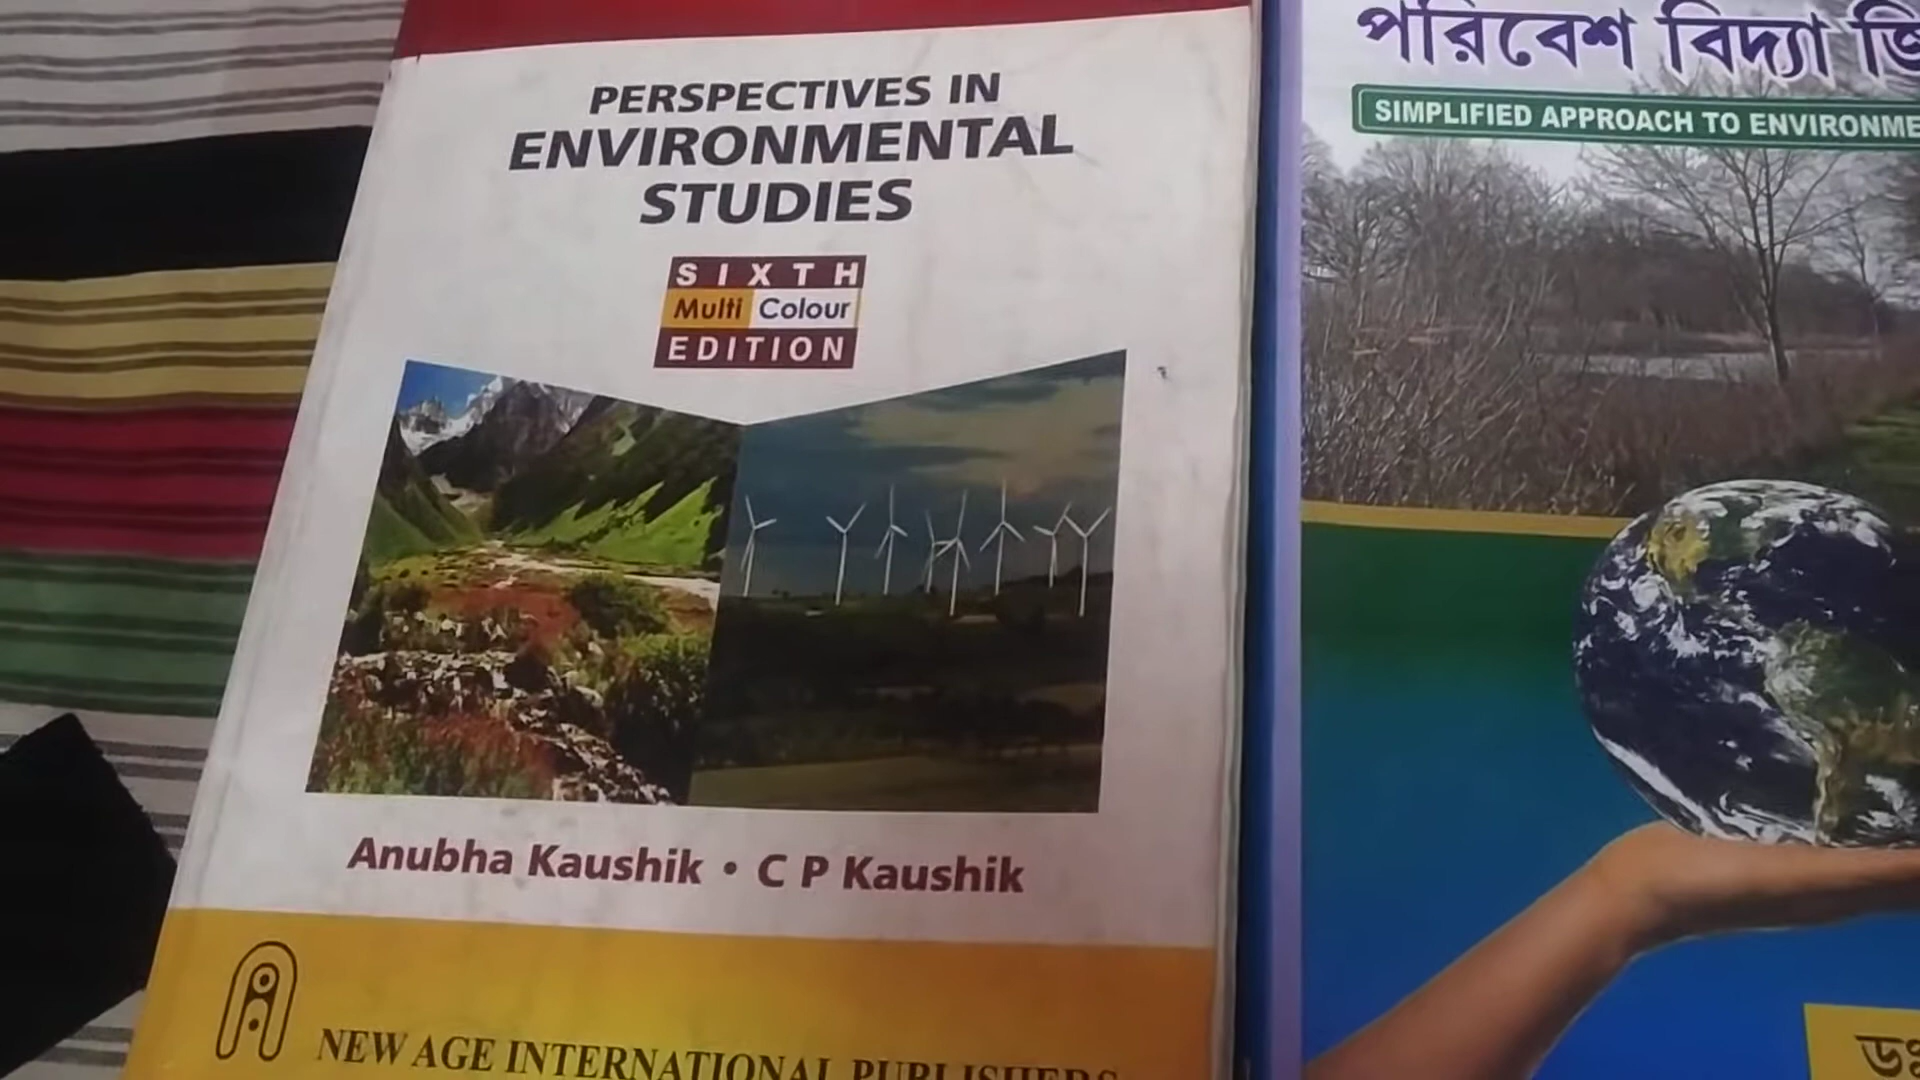 PERSPECTIVES IN
ENVIRONMENTAL
STUDIES
SIXTH
Multi Colour
EDITION
Anubha Kaushik • C P Kaushik
NEW AGE INTERNATIONAL PUBLISHERS
পরিবেশ বিদ্যা
SIMPLIFIED APPROACH TO